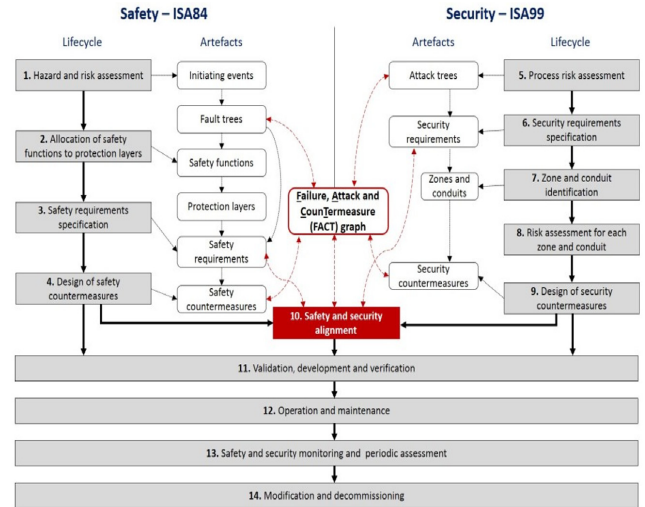 Safety – ISA84
Security – ISA99
Lifecycle
Artefacts
Artefacts
Lifecycle
1. Hazard and risk assessment
Initiating events
Attack trees
5. Process risk assessment
Fault trees
Security
requirements
6. Security requirements
specification
2. Allocation of safety
functions to protection layers
Safety functions
Zones and
conduits
7. Zone and conduit
identification
Failure, Attack and
CounTermeasure
(FACT) graph
Protection layers
3. Safety requirements
specification
8. Risk assessment for each
zone and conduit
Safety
requirements
4. Design of safety
countermeasures
Safety
countermeasures
Security
countermeasures
9. Design of security
countermeasures
10. Safety and security
alignment
11. Validation, development and verification
12. Operation and maintenance
13. Safety and security monitoring and periodic assessment
14. Modification and decommissioning